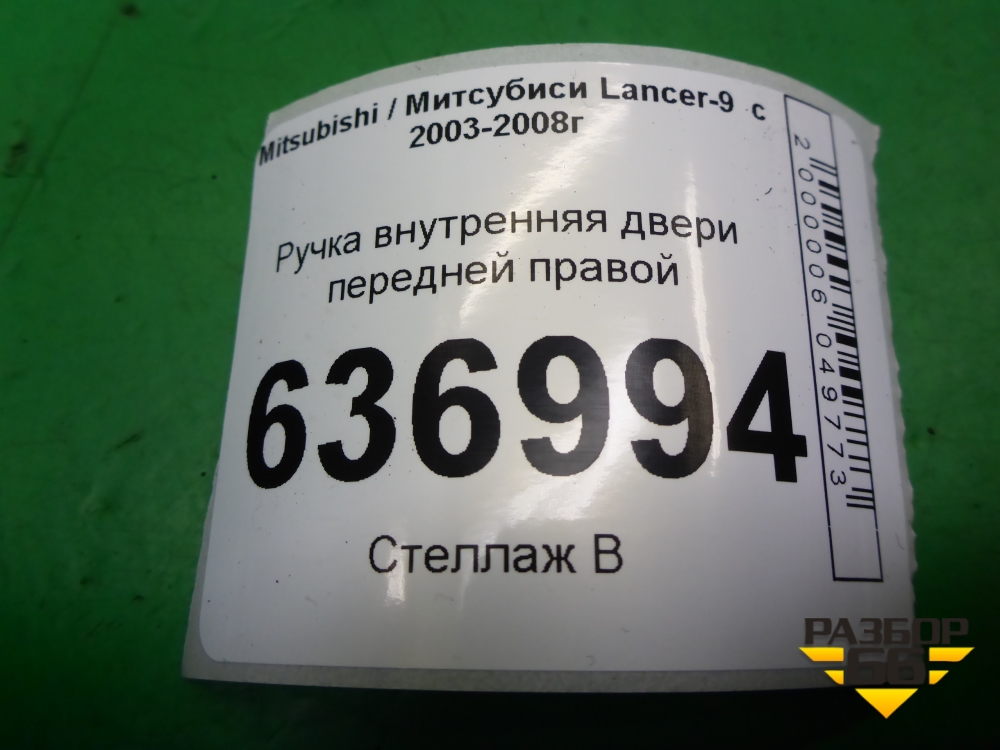 Mitsubishi / Митсубиси Lancer-9 с
2003-2008г
Ручка внутренняя двери
передней правой
636994
Стеллаж В
2000006049773
РАЗБОР
66